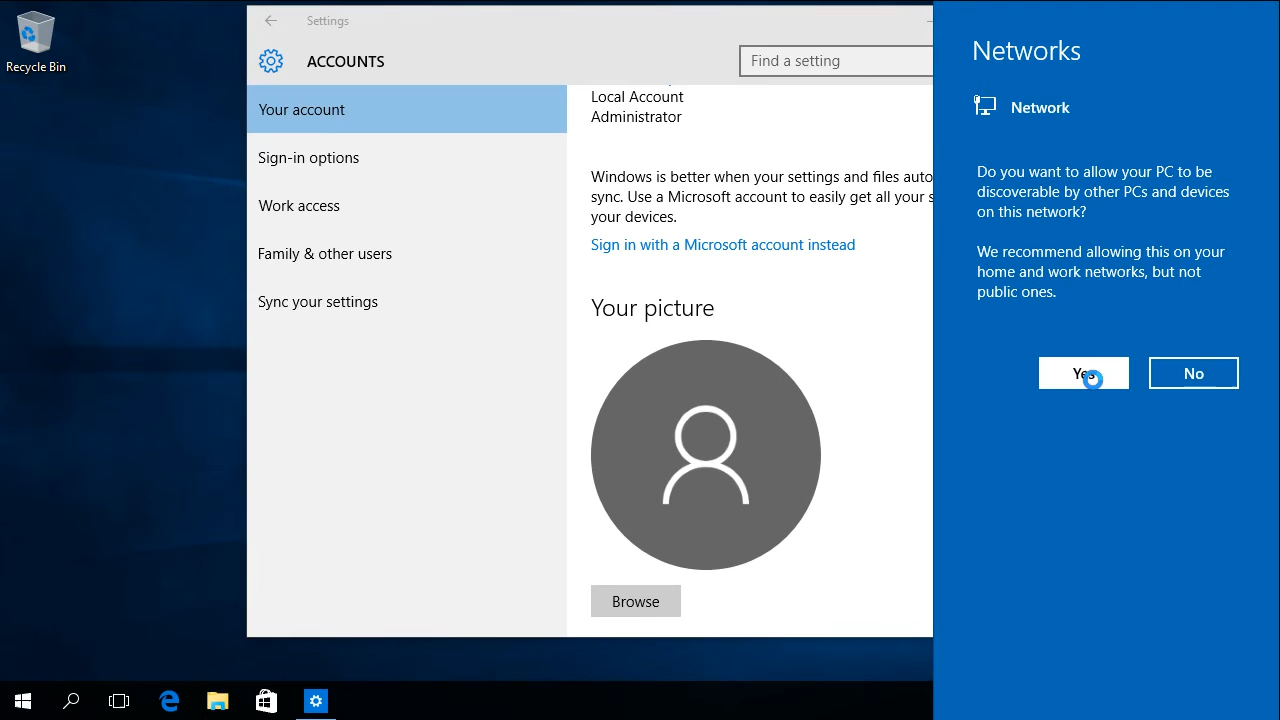 Recycle Bin
Settings
ACCOUNTS
Find a setting
Your account
Sign-in options
Work access
Family & other users
Sync your settings
Local Account
Administrator
Windows is better when your settings and files auto
sync. Use a Microsoft account to easily get all your s
your devices.
Sign in with a Microsoft account instead
Your picture
Browse
Networks
Network
Do you want to allow your PC to be
discoverable by other PCs and devices
on this network?
We recommend allowing this on your
home and work networks, but not
public ones.
Yes
No